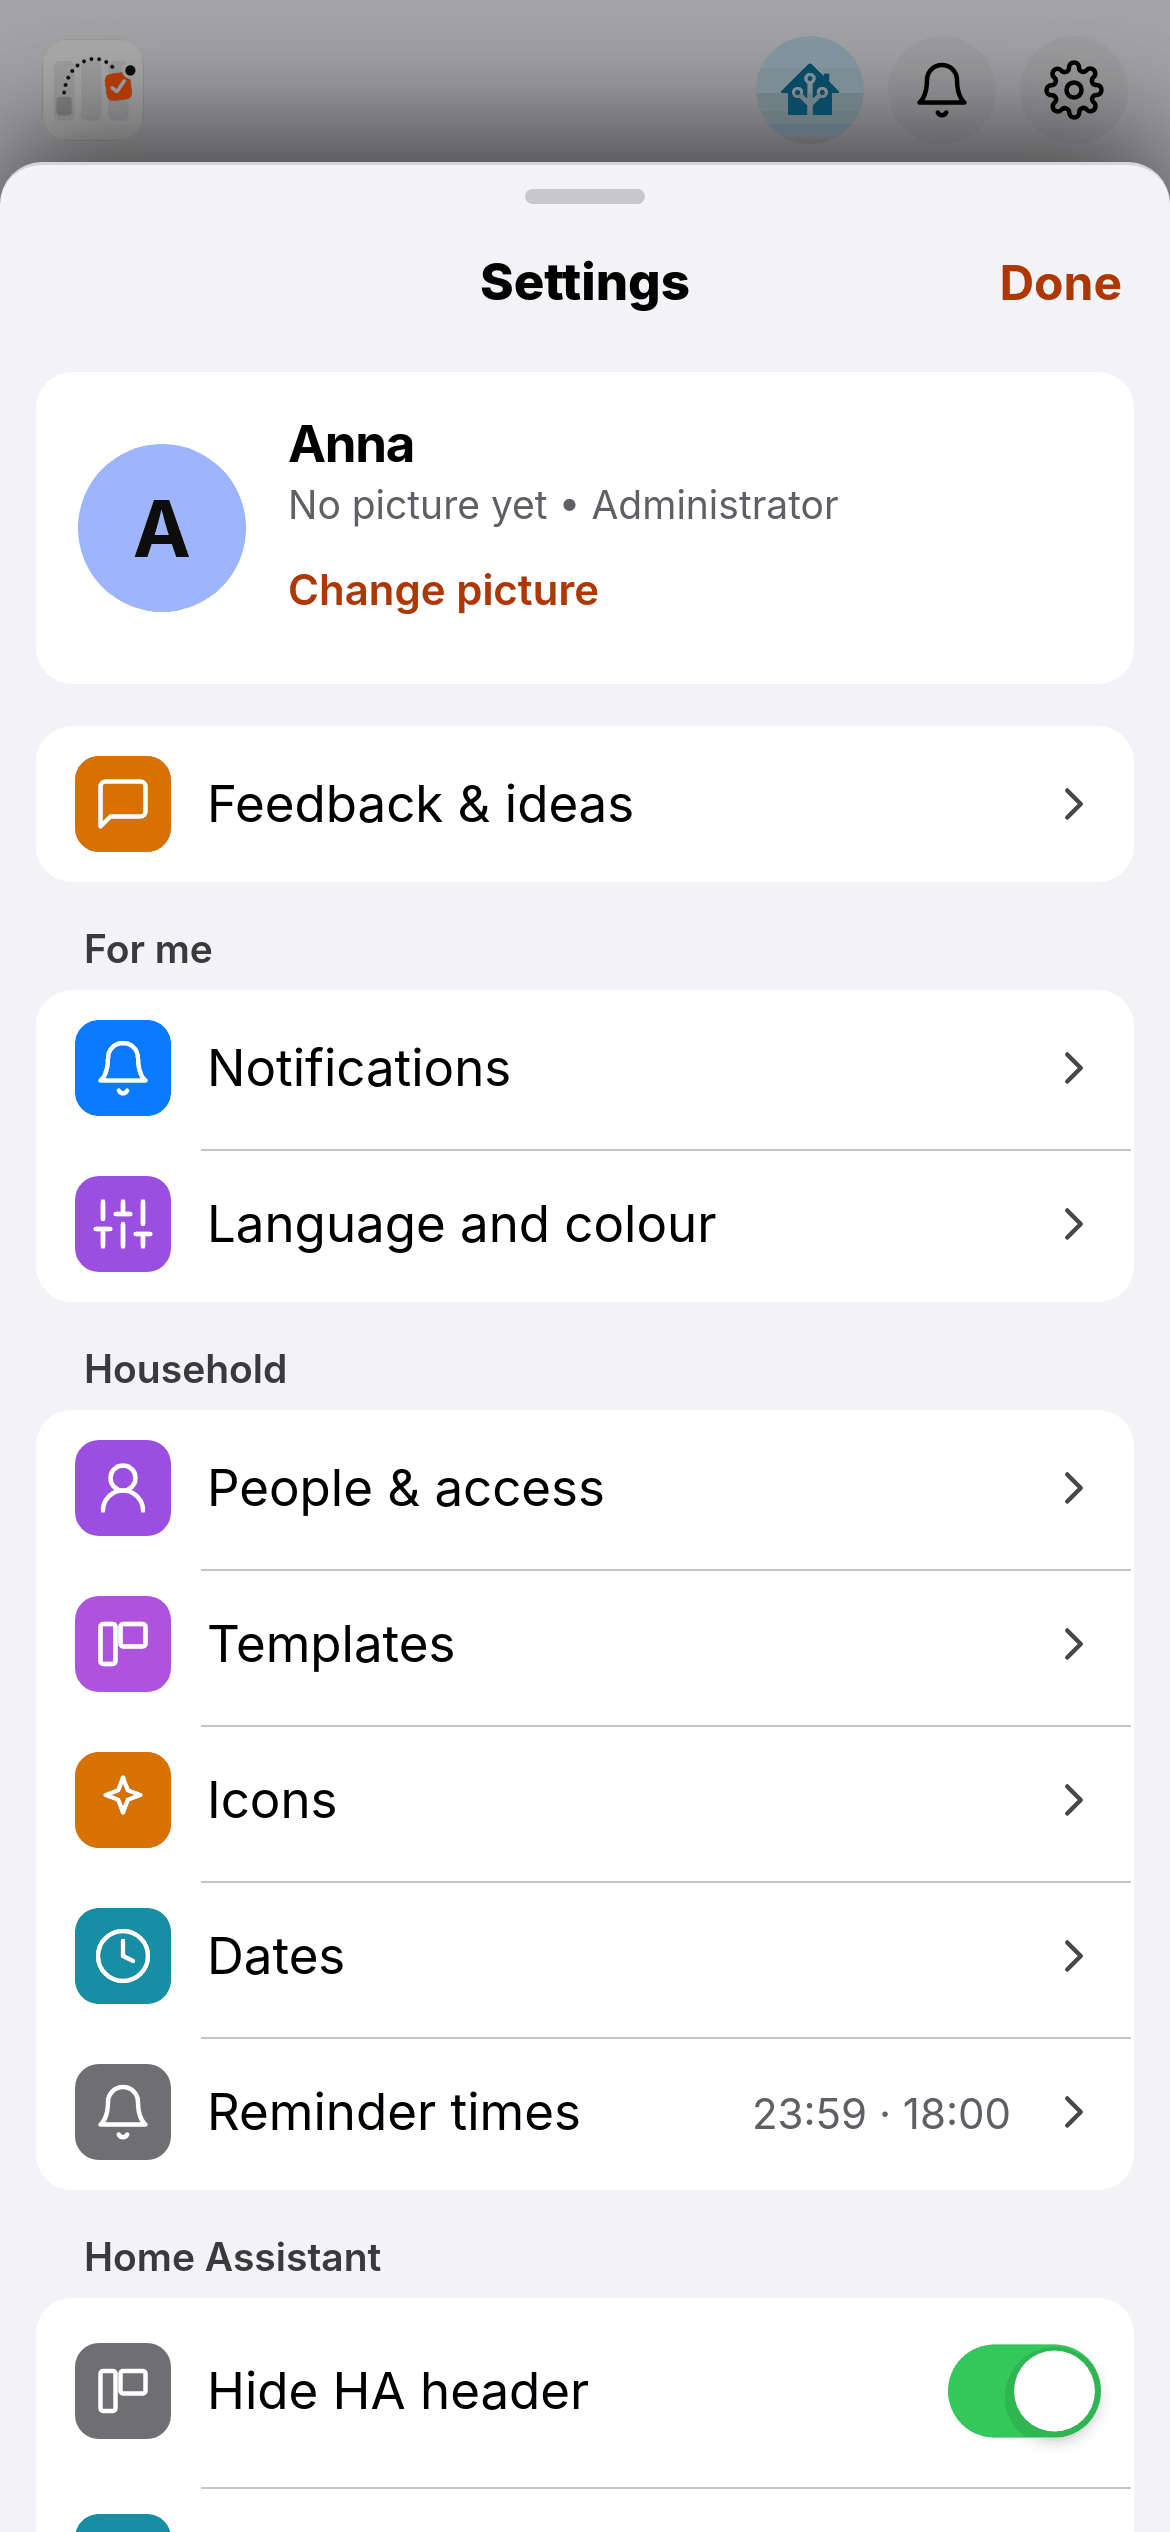 Settings
Done
A
Anna
No picture yet • Administrator
Change picture
Feedback & ideas
For me
Notifications
Language and colour
Household
People & access
Templates
Icons
Dates
Reminder times 23:59 · 18:00
Home Assistant
Hide HA header